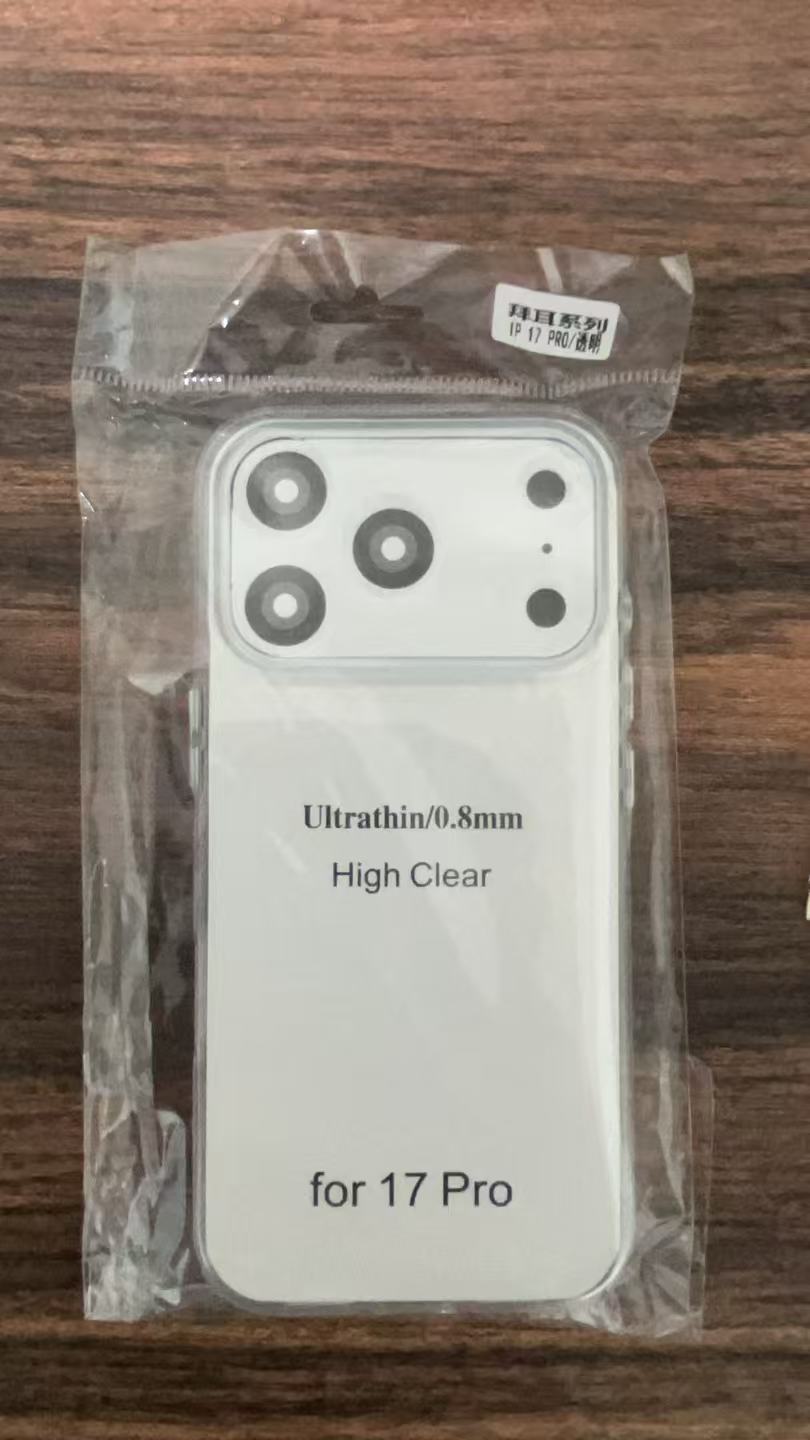 拜耳系列
IP 17 PRO/透明
Ultrathin/0.8mm
High Clear
for 17 Pro